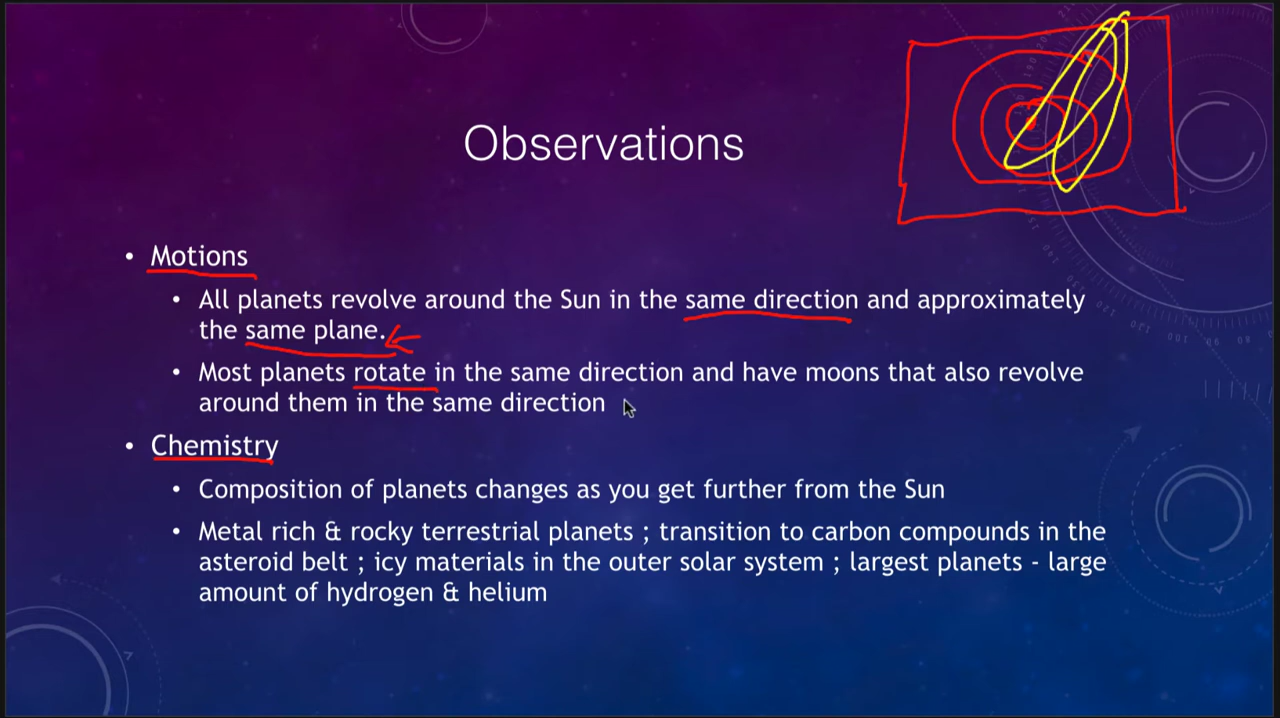 Observations
• Motions
• All planets revolve around the Sun in the same direction and approximately
the same plane.
• Most planets rotate in the same direction and have moons that also revolve
around them in the same direction
• Chemistry
• Composition of planets changes as you get further from the Sun
• Metal rich & rocky terrestrial planets ; transition to carbon compounds in the
asteroid belt ; icy materials in the outer solar system ; largest planets - large
amount of hydrogen & helium